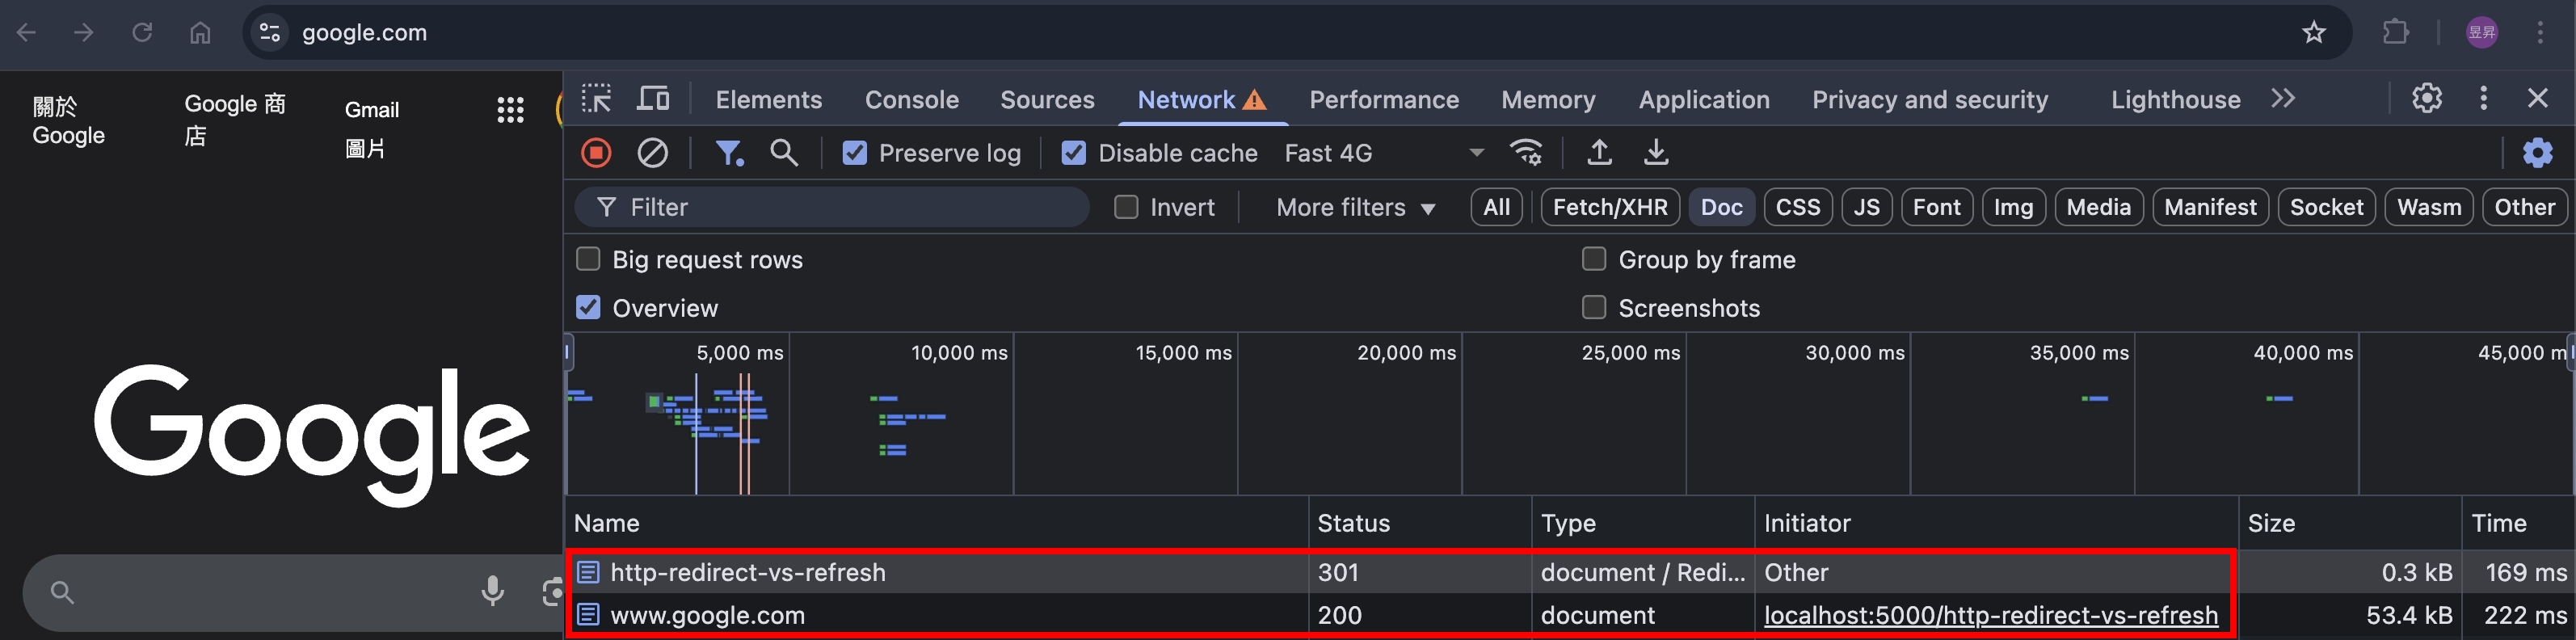 google.com
昱昇
關於
Google
Google 商
店
Gmail
圖片
Google
Elements Console Sources Network Performance Memory Application Privacy and security Lighthouse
Preserve log Disable cache Fast 4G
Filter Invert More filters All Fetch/XHR Doc CSS JS Font Img Media Manifest Socket Wasm Other
Big request rows Group by frame
Overview Screenshots
5,000 ms 10,000 ms 15,000 ms 20,000 ms 25,000 ms 30,000 ms 35,000 ms 40,000 ms 45,000 m
Name Status Type Initiator Size Time
http-redirect-vs-refresh 301 document / Redi... Other 0.3 kB 169 ms
www.google.com 200 document localhost:5000/http-redirect-vs-refresh 53.4 kB 222 ms